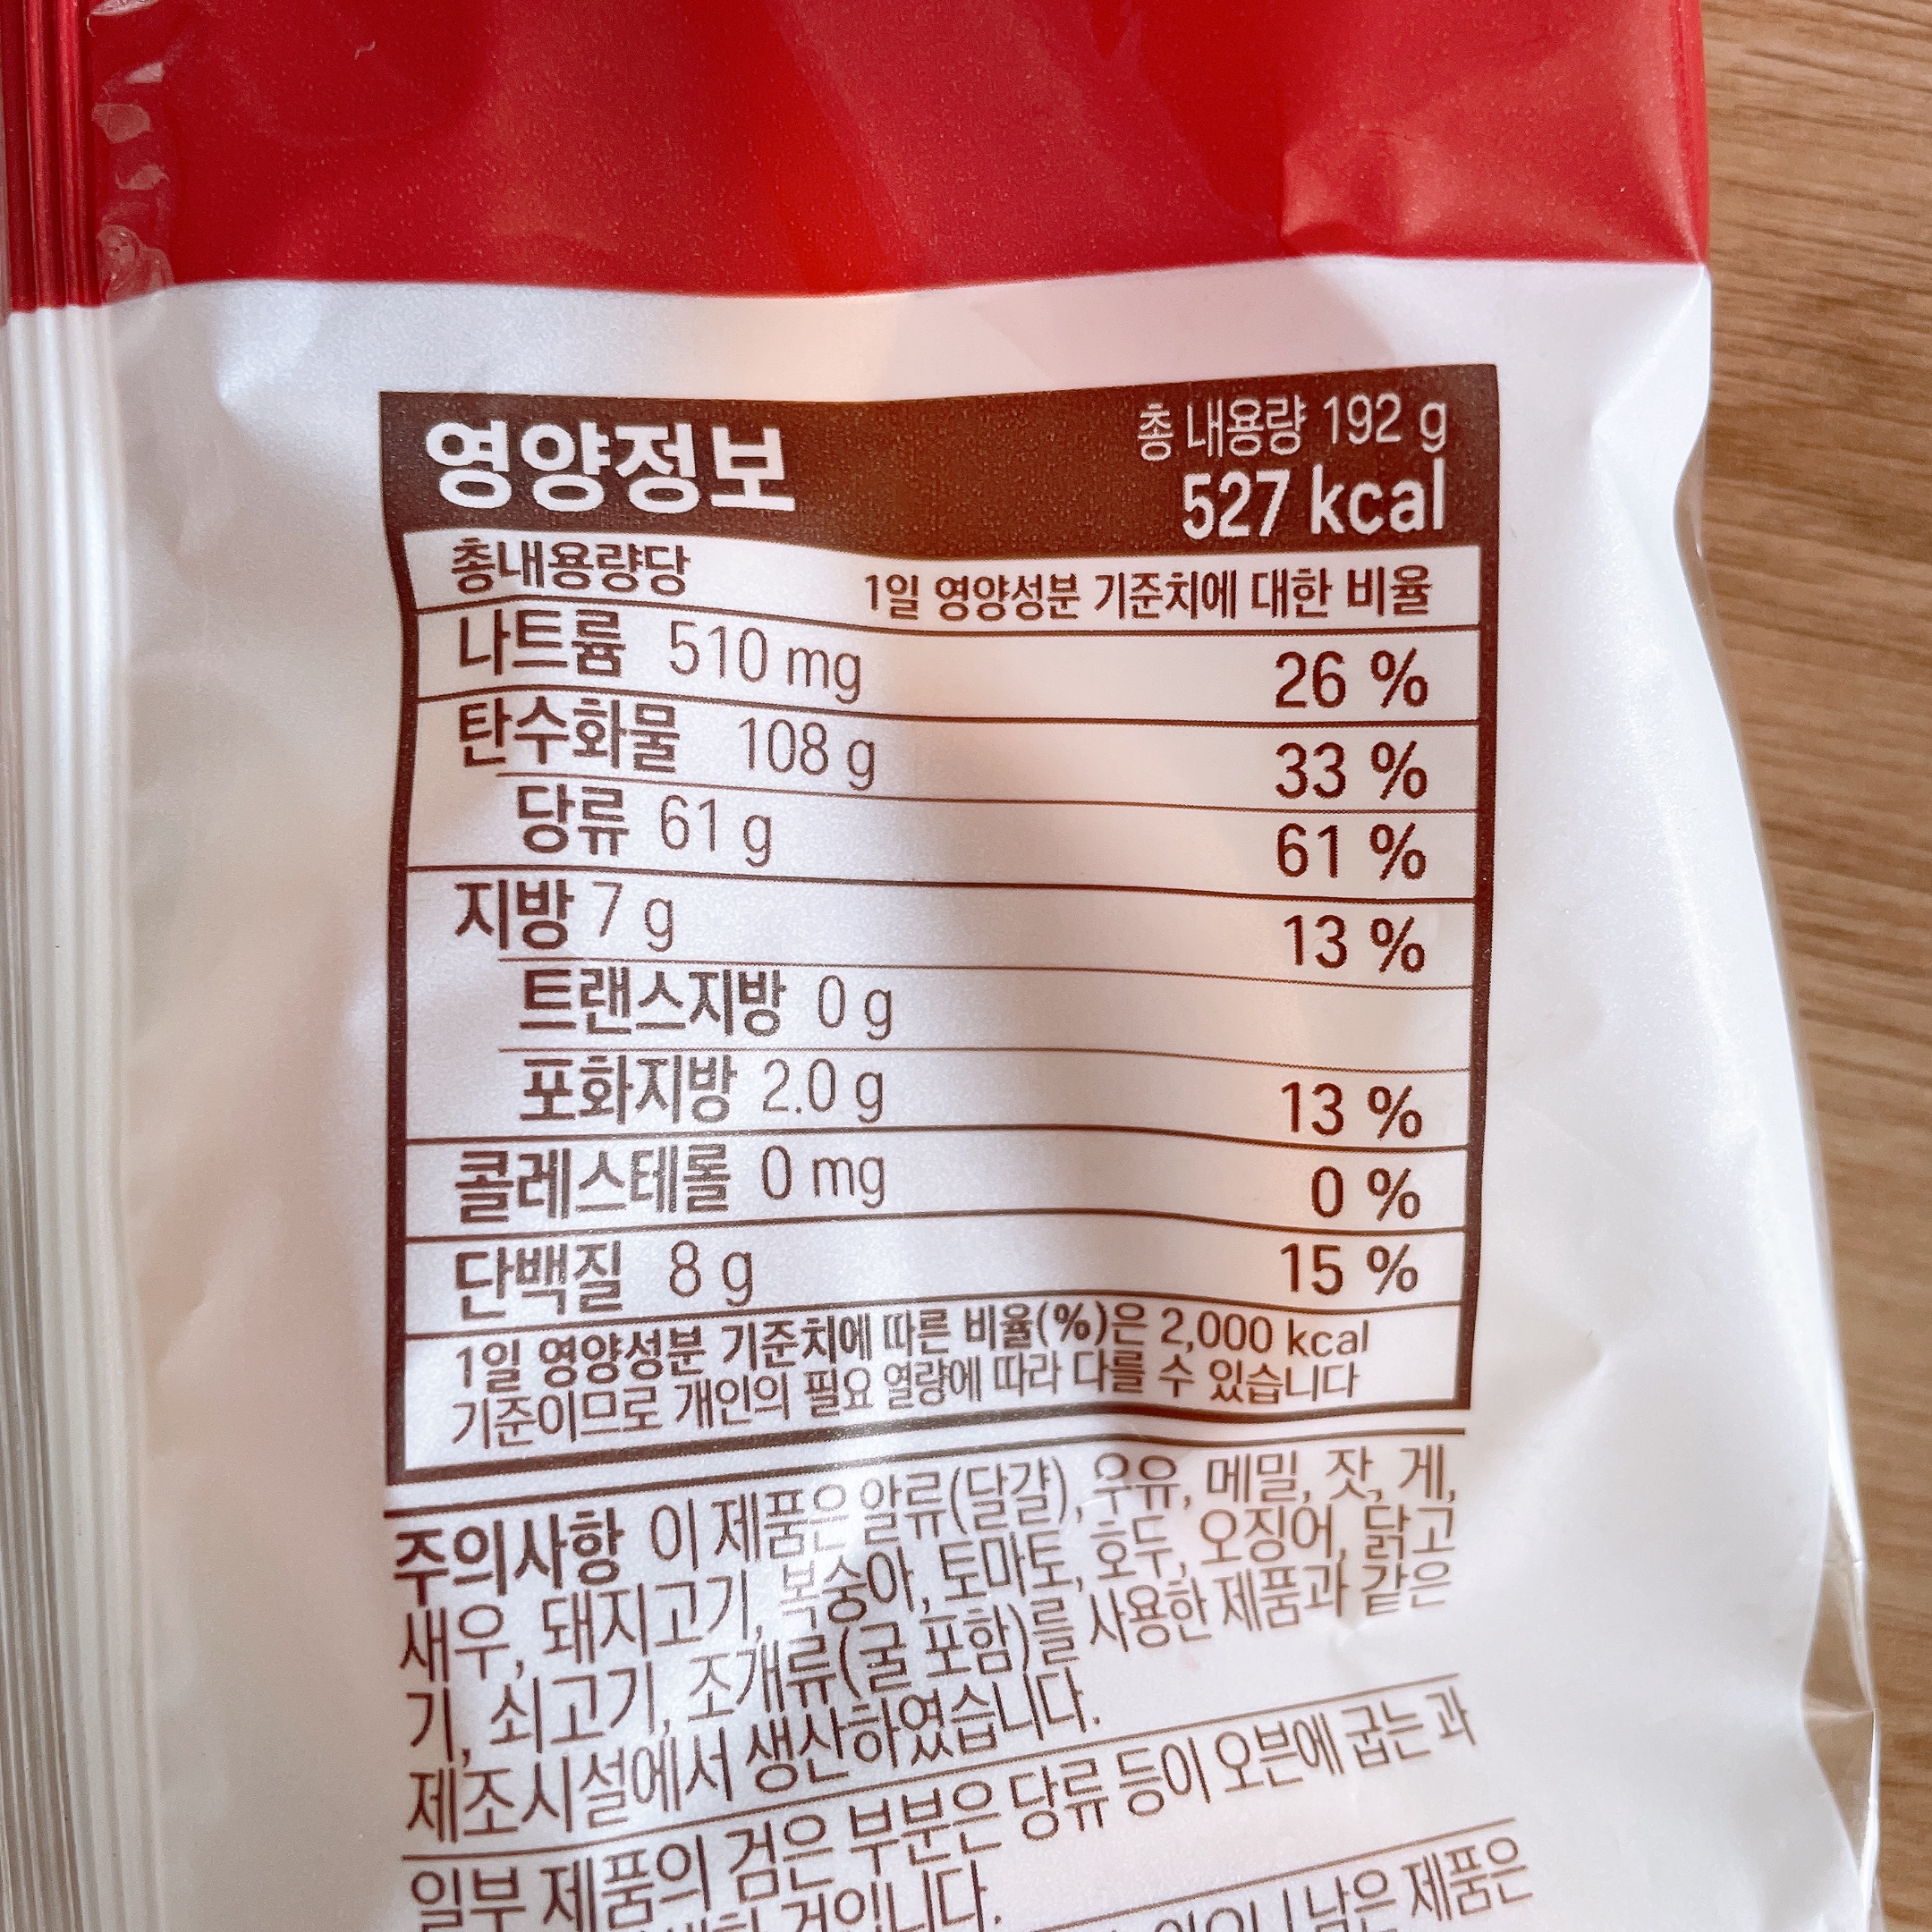 영양정보
총 내용량 192 g
527 kcal
총내용량당 1일 영양성분 기준치에 대한 비율
나트륨 510 mg 26 %
탄수화물 108 g 33 %
당류 61 g 61 %
지방 7 g 13 %
트랜스지방 0 g
포화지방 2.0 g 13 %
콜레스테롤 0 mg 0 %
단백질 8 g 15 %
1일 영양성분 기준치에 따른 비율(%)은 2,000 kcal
기준이므로 개인의 필요 열량에 따라 다를 수 있습니다
주의사항 이 제품은 알류(달걀), 우유, 메밀, 잣, 게,
새우, 돼지고기, 복숭아, 토마토, 호두, 오징어, 닭고
기, 쇠고기, 조개류(굴 포함)를 사용한 제품과 같은
제조시설에서 생산하였습니다.
일부 제품의 검은 부분은 당류 등이 오븐에 굽는 과
것입니다.
남은 제품은